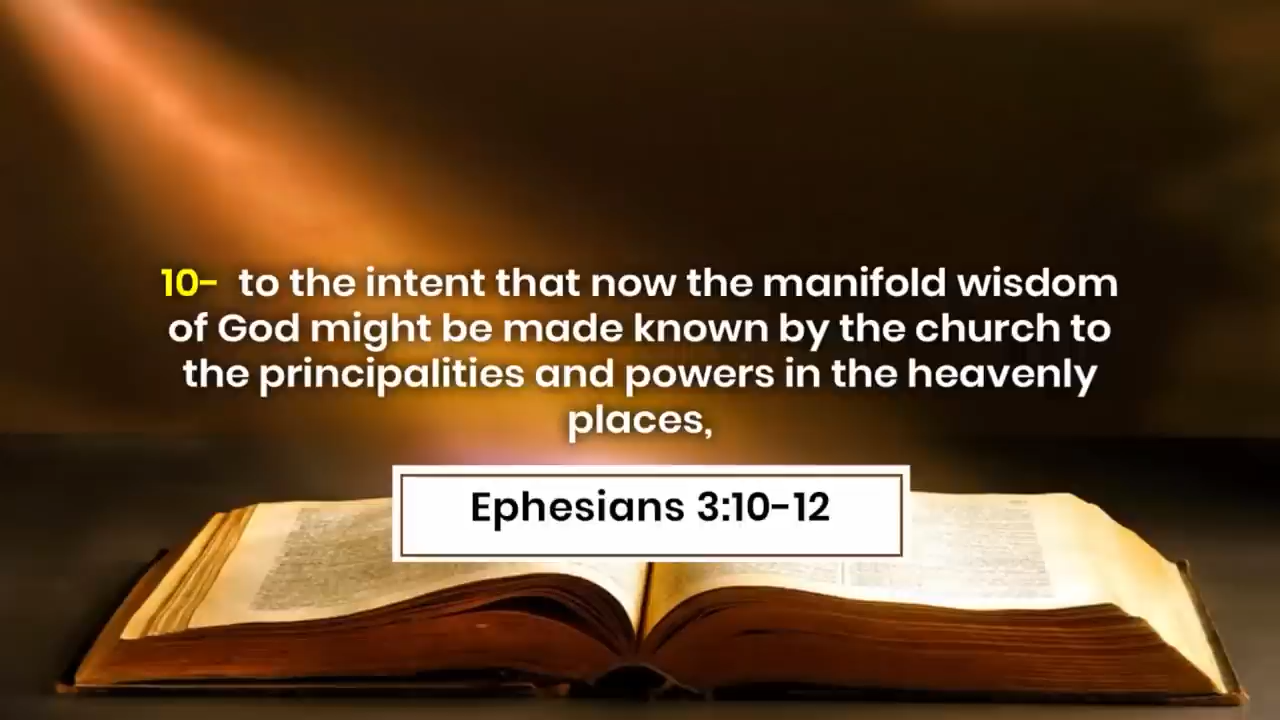 10- to the intent that now the manifold wisdom
of God might be made known by the church to
the principalities and powers in the heavenly
places,
Ephesians 3:10-12